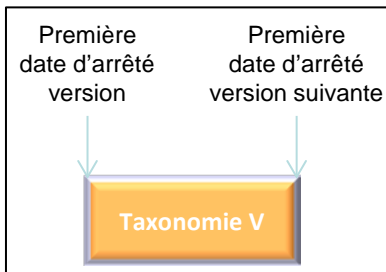 Première
date d'arrêté
version
Première
date d'arrêté
version suivante
Taxonomie V